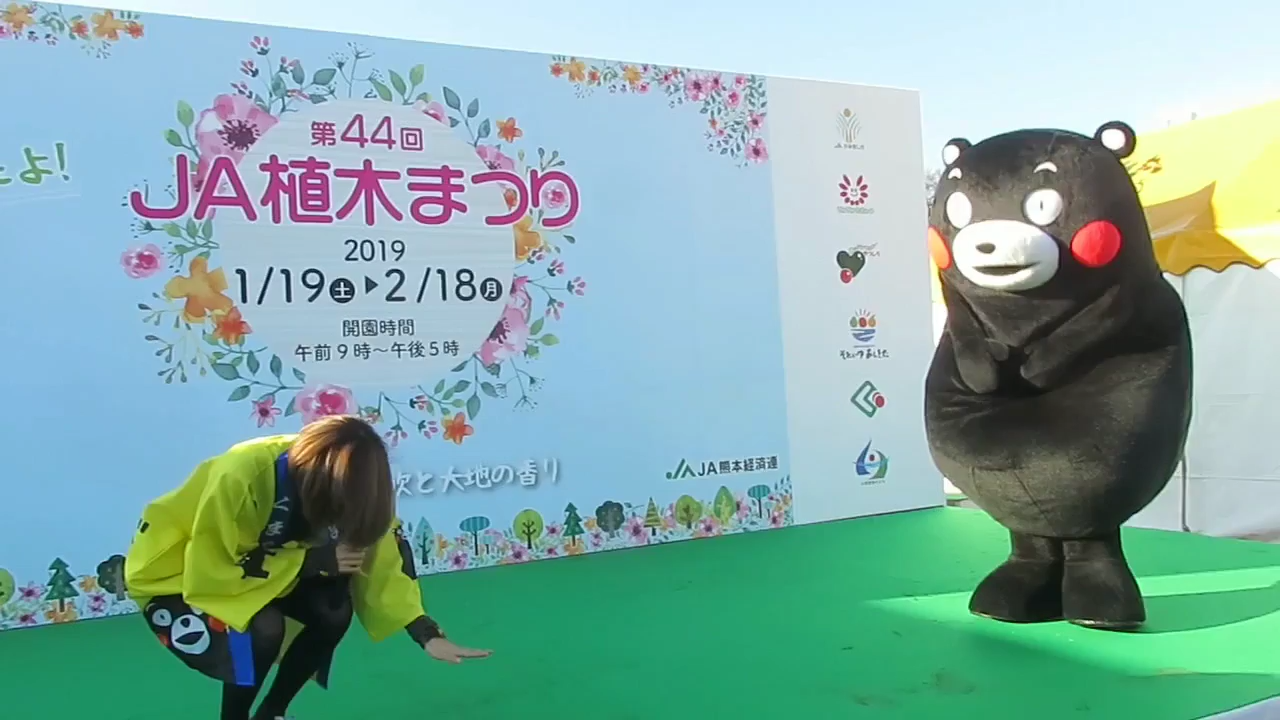 たよ!
第44回
JA植木まつり
2019
1/19土▶2/18月
開園時間
午前9時~午後5時
吹と大地の香り
JA熊本経済連